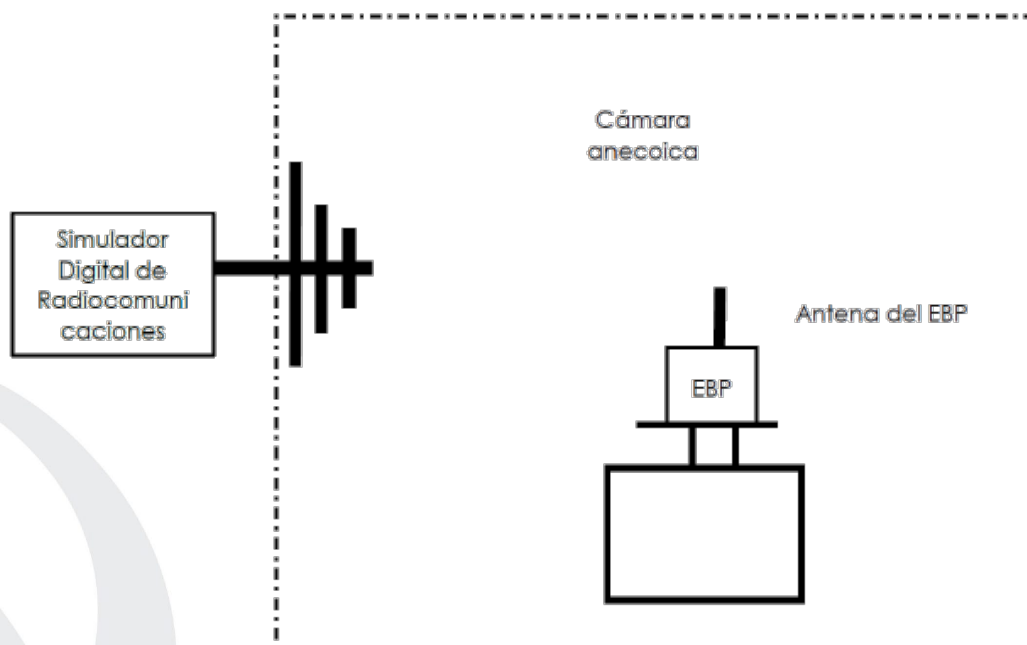 Cámara
anecoica
Simulador
Digital de
Radiocomuni
caciones
Antena del EBP
EBP